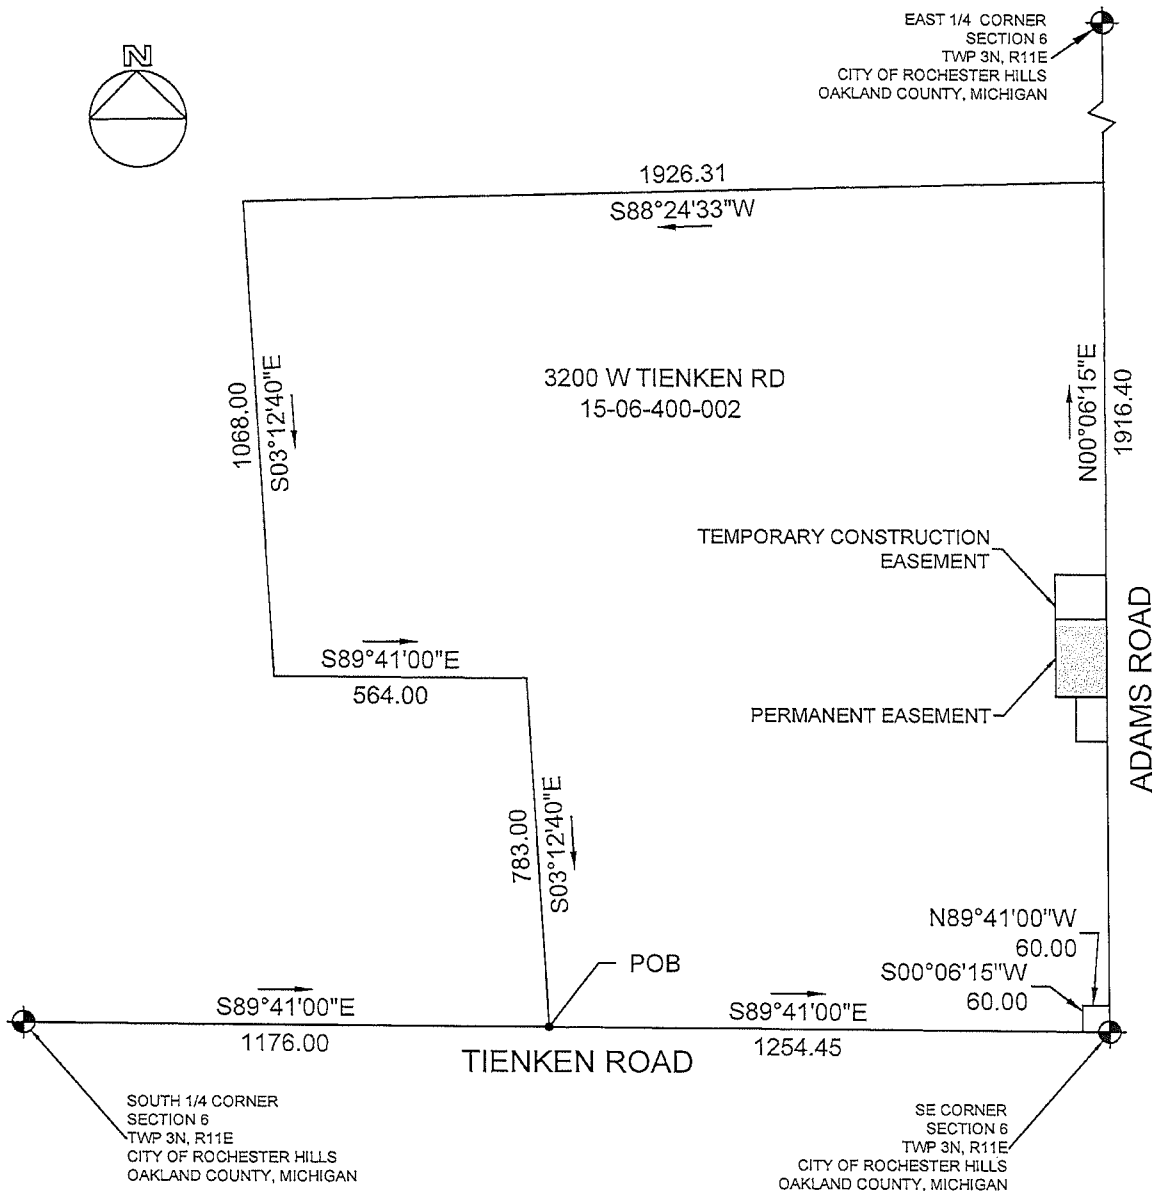 N
EAST 1/4 CORNER
SECTION 6
TWP 3N, R11E
CITY OF ROCHESTER HILLS
OAKLAND COUNTY, MICHIGAN
1926.31
S88°24'33"W
1068.00
S03°12'40"E
3200 W TIENKEN RD
15-06-400-002
N00°06'15"E
1916.40
TEMPORARY CONSTRUCTION
EASEMENT
PERMANENT EASEMENT
ADAMS ROAD
S89°41'00"E
564.00
783.00
S03°12'40"E
N89°41'00"W
60.00
S00°06'15"W
60.00
POB
S89°41'00"E
1176.00
S89°41'00"E
1254.45
TIENKEN ROAD
SOUTH 1/4 CORNER
SECTION 6
TWP 3N, R11E
CITY OF ROCHESTER HILLS
OAKLAND COUNTY, MICHIGAN
SE CORNER
SECTION 6
TWP 3N, R11E
CITY OF ROCHESTER HILLS
OAKLAND COUNTY, MICHIGAN